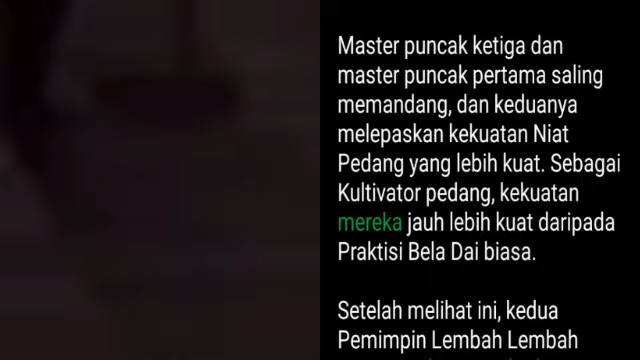 Master puncak ketiga dan
master puncak pertama saling
memandang, dan keduanya
melepaskan kekuatan Niat
Pedang yang lebih kuat. Sebagai
Kultivator pedang, kekuatan
mereka jauh lebih kuat daripada
Praktisi Bela Dai biasa.
Setelah melihat ini, kedua
Pemimpin Lembah Lembah